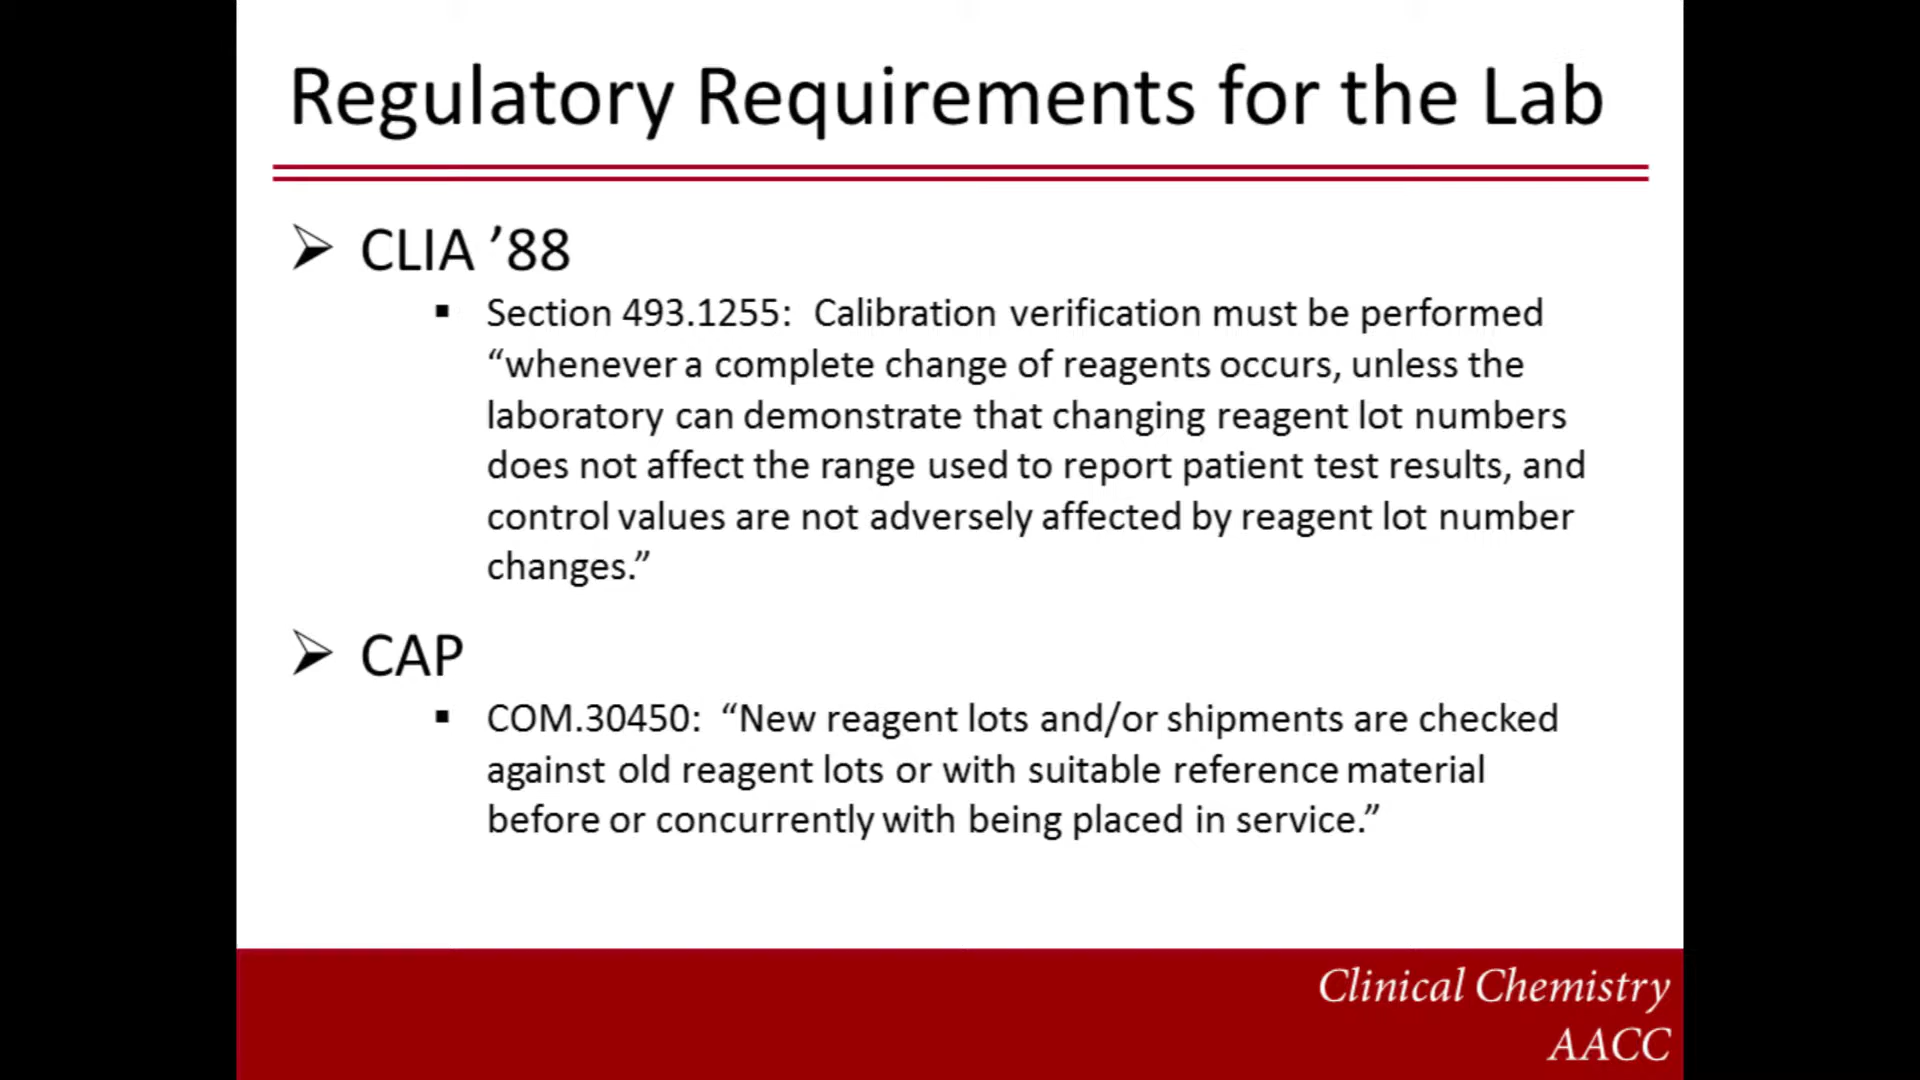 Regulatory Requirements for the Lab
➢ CLIA ’88
▪ Section 493.1255:  Calibration verification must be performed
“whenever a complete change of reagents occurs, unless the
laboratory can demonstrate that changing reagent lot numbers
does not affect the range used to report patient test results, and
control values are not adversely affected by reagent lot number
changes.”
➢ CAP
▪ COM.30450:  “New reagent lots and/or shipments are checked
against old reagent lots or with suitable reference material
before or concurrently with being placed in service.”
Clinical Chemistry
AACC